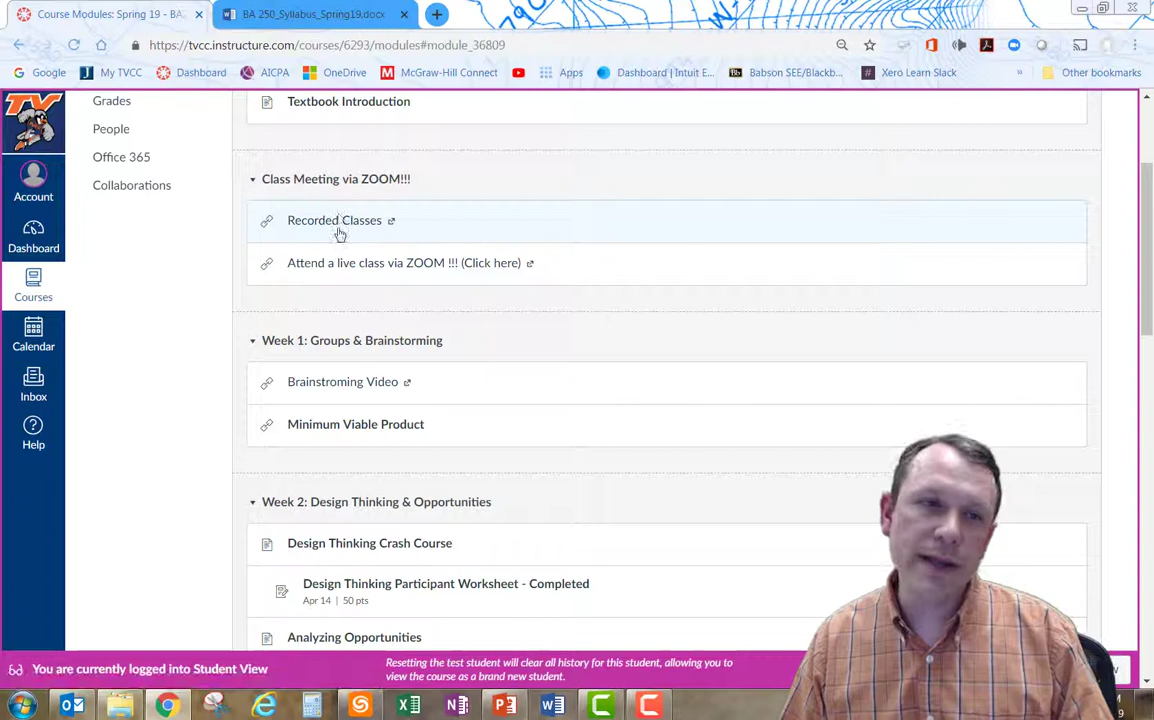 Course Modules: Spring 19 - BA
BA 250_Syllabus_Spring19.docx
https://tvcc.instructure.com/courses/6293/modules#module_36809
Google
My TVCC
Dashboard
AICPA
OneDrive
McGraw-Hill Connect
Apps
Dashboard | Intuit E...
Babson SEE/Blackb...
Xero Learn Slack
»
Other bookmarks
TV
Account
Dashboard
Courses
Calendar
Inbox
Help
Grades
People
Office 365
Collaborations
Textbook Introduction
Class Meeting via ZOOM!!!
Recorded Classes
Attend a live class via ZOOM !!! (Click here)
Week 1: Groups & Brainstorming
Brainstroming Video
Minimum Viable Product
Week 2: Design Thinking & Opportunities
Design Thinking Crash Course
Design Thinking Participant Worksheet - Completed
Apr 14 | 50 pts
Analyzing Opportunities
You are currently logged into Student View
Resetting the test student will clear all history for this student, allowing you to
view the course as a brand new student.